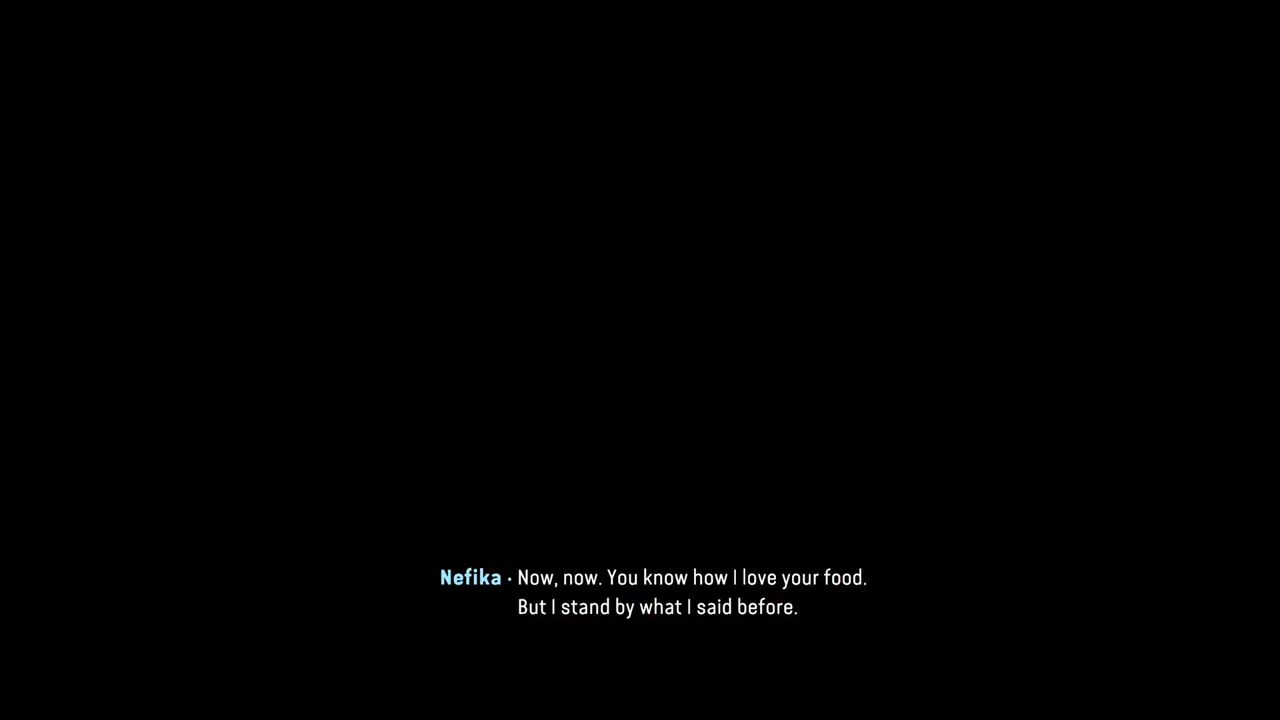 Nefika · Now, now. You know how I love your food.
But I stand by what I said before.